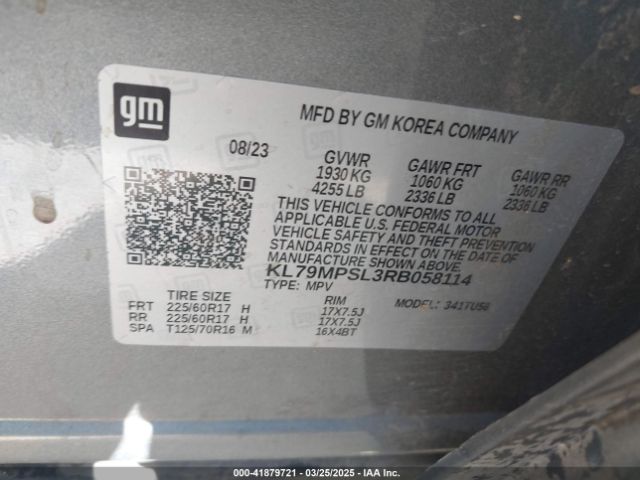 gm
MFD BY GM KOREA COMPANY
08/23
GVWR GAWR FRT GAWR RR
1930 KG 1060 KG 1060 KG
4255 LB 2336 LB 2336 LB
THIS VEHICLE CONFORMS TO ALL
APPLICABLE U.S. FEDERAL MOTOR
VEHICLE SAFETY AND THEFT PREVENTION
STANDARDS IN EFFECT ON THE DATE OF
MANUFACTURE SHOWN ABOVE.
KL79MPSL3RB058114
TYPE: MPV
TIRE SIZE RIM MODEL: 341TU56
FRT 225/60R17 H 17X7.5J
RR 225/60R17 H 17X7.5J
SPA T125/70R16 M 16X4BT
000-41879721 | 03/25/2025 | IAA Inc.